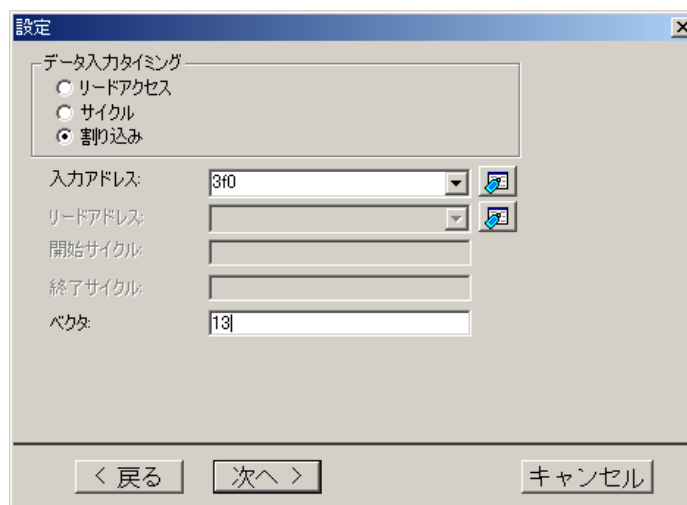 設定
データ入力タイミング
リードアクセス
サイクル
割り込み
入力アドレス: 3f0
リードアドレス:
開始サイクル:
終了サイクル:
ベクタ: 13
< 戻る 次へ > キャンセル